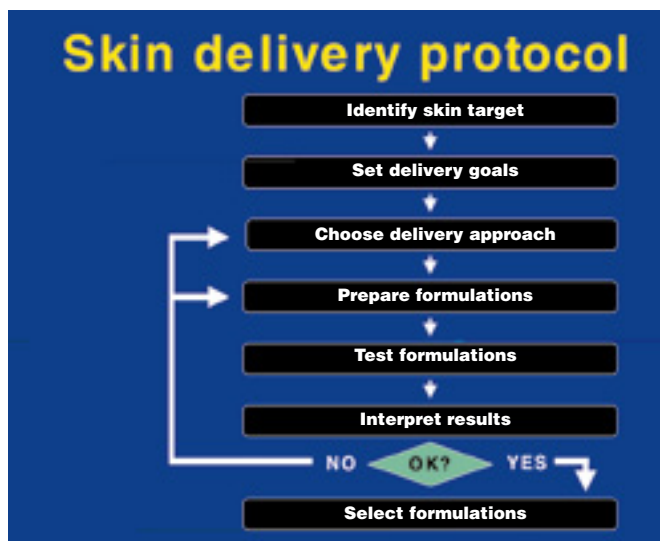 Skin delivery protocol
Identify skin target
Set delivery goals
Choose delivery approach
Prepare formulations
Test formulations
Interpret results
NO OK? YES
Select formulations